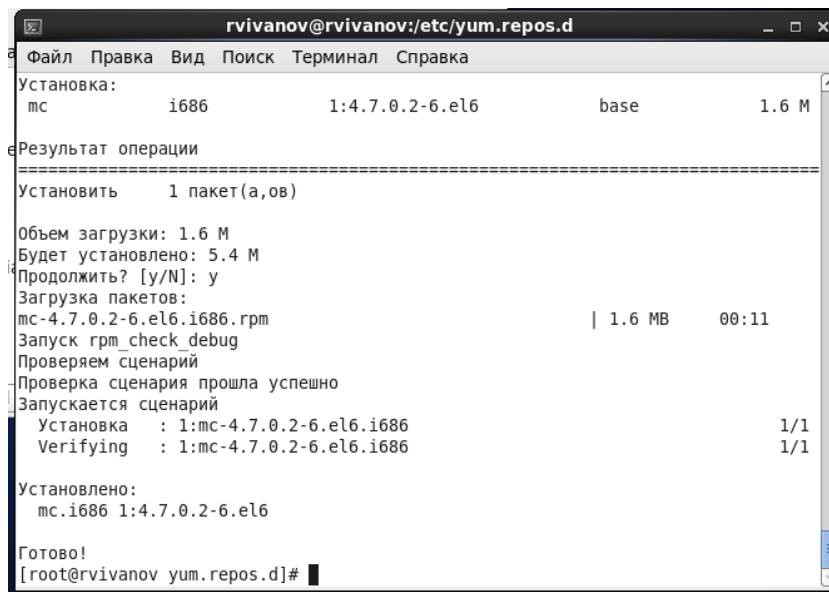 rvivanov@rvivanov:/etc/yum.repos.d
Файл Правка Вид Поиск Терминал Справка
Установка:
mc i686 1:4.7.0.2-6.el6 base 1.6 M
Результат операции
================================================================================
Установить 1 пакет(а,ов)
Объем загрузки: 1.6 M
Будет установлено: 5.4 M
Продолжить? [y/N]: y
Загрузка пакетов:
mc-4.7.0.2-6.el6.i686.rpm | 1.6 MB 00:11
Запуск rpm_check_debug
Проверяем сценарий
Проверка сценария прошла успешно
Запускается сценарий
Установка : 1:mc-4.7.0.2-6.el6.i686 1/1
Verifying : 1:mc-4.7.0.2-6.el6.i686 1/1
Установлено:
mc.i686 1:4.7.0.2-6.el6
Готово!
[root@rvivanov yum.repos.d]#